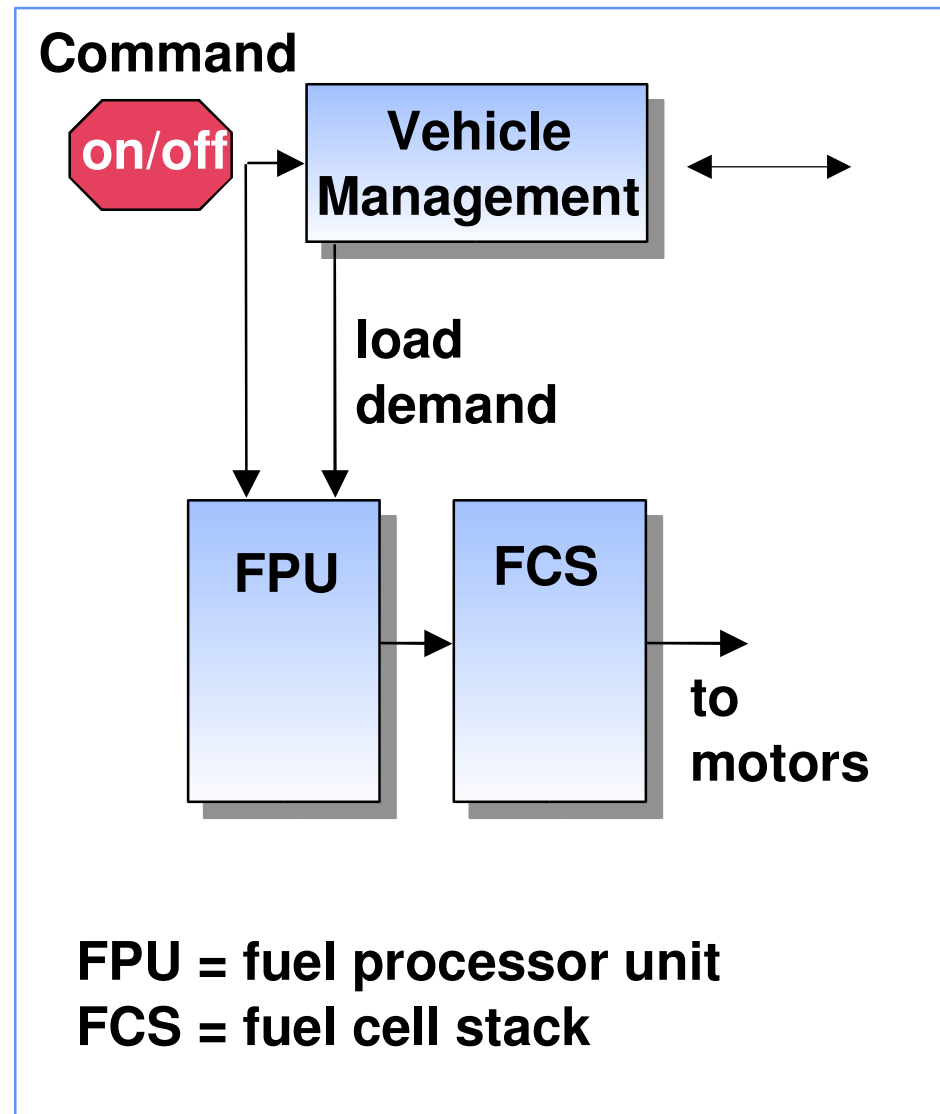 Command
on/off
Vehicle
Management
load
demand
FPU
FCS
to
motors
FPU = fuel processor unit
FCS = fuel cell stack